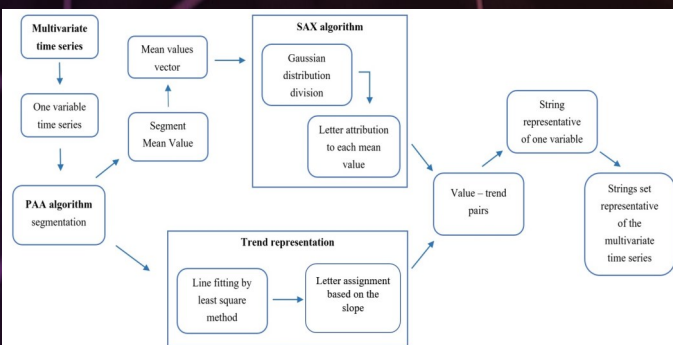 Multivariate
time series
One variable
time series
PAA algorithm
segmentation
Segment
Mean Value
Mean values
vector
SAX algorithm
Gaussian
distribution
division
Letter attribution
to each mean
value
Trend representation
Line fitting by
least square
method
Letter assignment
based on the
slope
Value – trend
pairs
String
representative
of one variable
Strings set
representative
of the
multivariate
time series